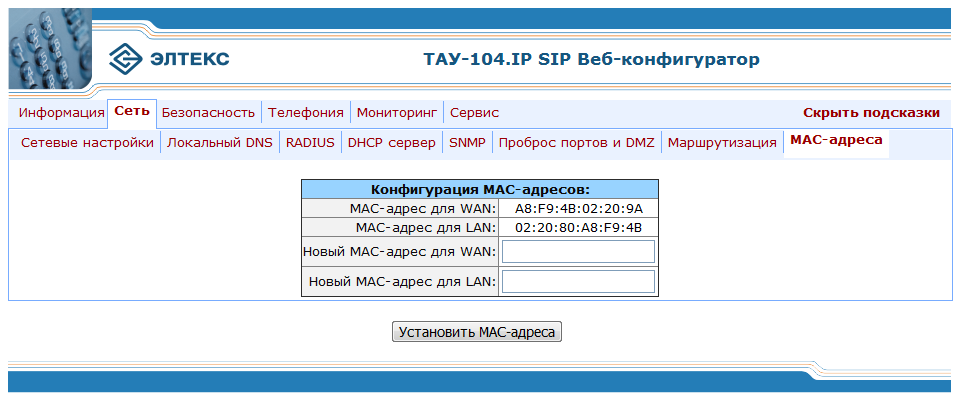 ЭЛТЕКС
ТАУ-104.IP SIP Веб-конфигуратор
Информация Сеть Безопасность Телефония Мониторинг Сервис Скрыть подсказки
Сетевые настройки Локальный DNS RADIUS DHCP сервер SNMP Проброс портов и DMZ Маршрутизация MAC-адреса
Конфигурация MAC-адресов:
MAC-адрес для WAN: A8:F9:4B:02:20:9A
MAC-адрес для LAN: 02:20:80:A8:F9:4B
Новый MAC-адрес для WAN:
Новый MAC-адрес для LAN:
Установить MAC-адреса